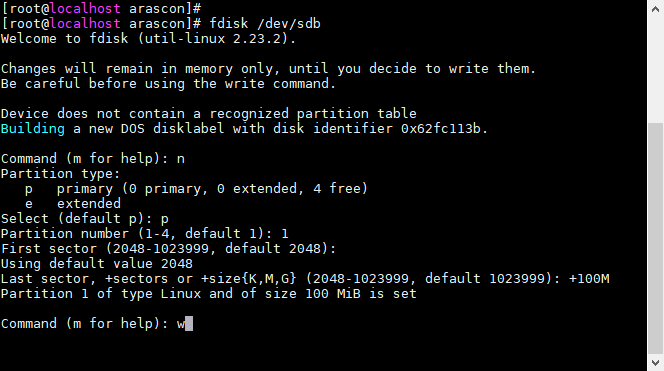 [root@localhost arascon]#
[root@localhost arascon]# fdisk /dev/sdb
Welcome to fdisk (util-linux 2.23.2).

Changes will remain in memory only, until you decide to write them.
Be careful before using the write command.

Device does not contain a recognized partition table
Building a new DOS disklabel with disk identifier 0x62fc113b.

Command (m for help): n
Partition type:
   p   primary (0 primary, 0 extended, 4 free)
   e   extended
Select (default p): p
Partition number (1-4, default 1): 1
First sector (2048-1023999, default 2048):
Using default value 2048
Last sector, +sectors or +size{K,M,G} (2048-1023999, default 1023999): +100M
Partition 1 of type Linux and of size 100 MiB is set

Command (m for help): w